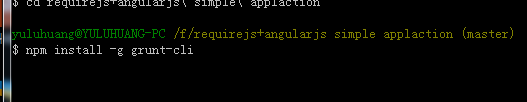 $ cd requirejs+angularjs\ simple\ applaction
yuluhuang@YULUHUANG-PC /f/requirejs+angularjs simple applaction (master)
$ npm install -g grunt-cli